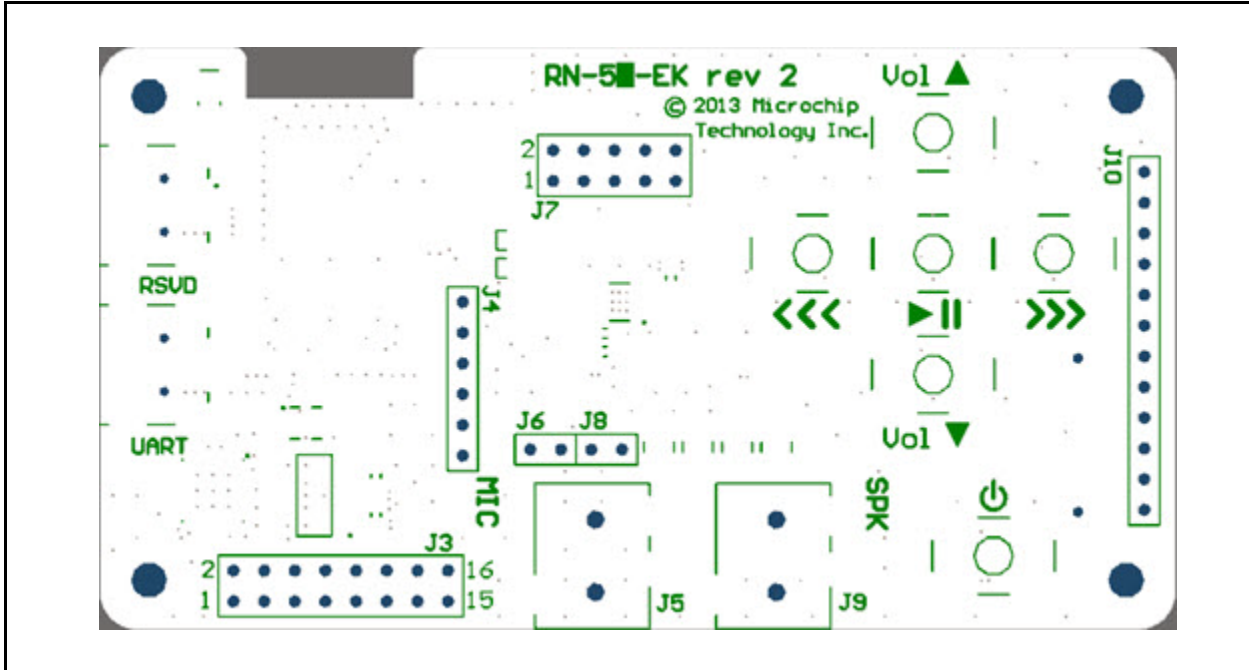 RN-5█-EK rev 2
© 2013 Microchip
Technology Inc.
Vol ▲
J10
2
1
J7
RSVD
J4
<<< ▶|| >>>
J6 J8
UART
Vol ▼
MIC
SPK
J3
2 16
1 15
J5
J9